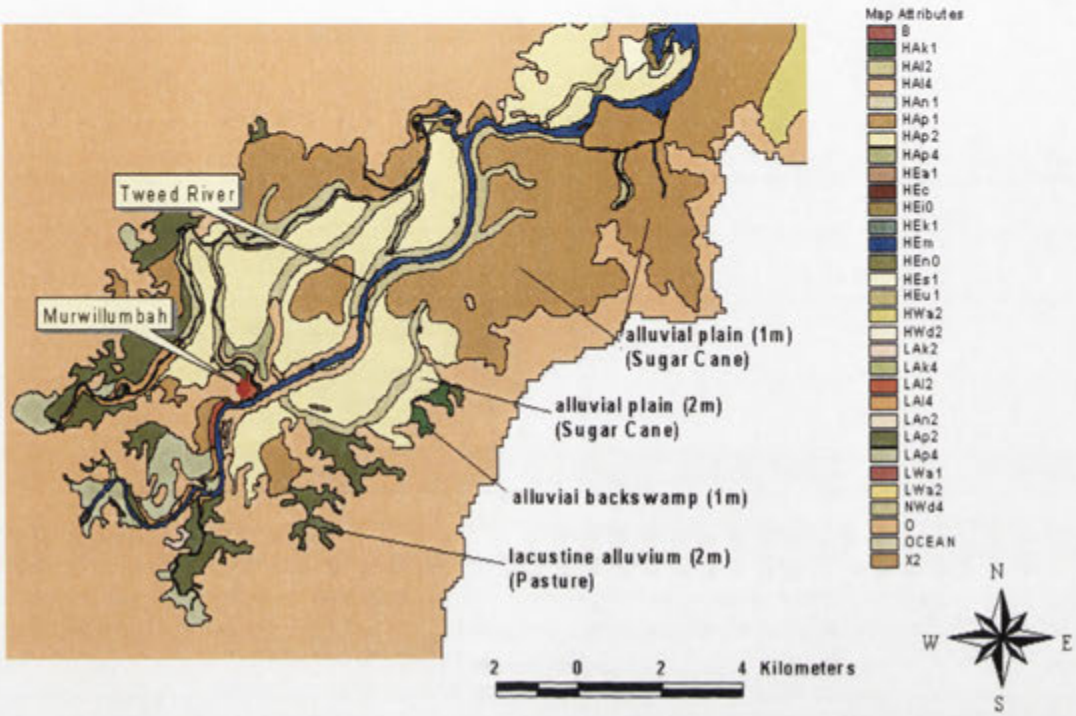 Map Attributes
B
HAk1
HAl2
HAl4
HAn1
HAp1
HAp2
HAp4
HEa1
HEc
HEi0
HEk1
HEm
HEn0
HEs1
HEu1
HWa2
HWd2
LAk2
LAk4
LAl2
LAl4
LAn2
LAp2
LAp4
LWa1
LWa2
NWd4
O
OCEAN
X2
Tweed River
Murwillumbah
alluvial plain (1m)
(Sugar Cane)
alluvial plain (2m)
(Sugar Cane)
alluvial backswamp (1m)
lacustine alluvium (2m)
(Pasture)
2 0 2 4 Kilometers
N
W E
S